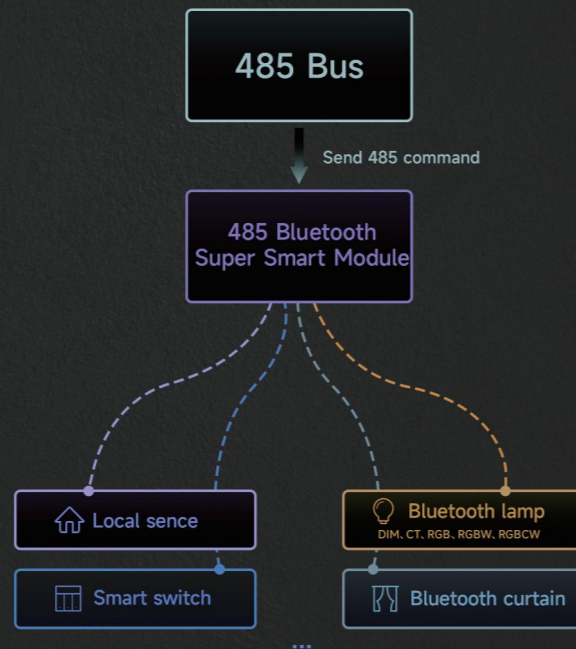 485 Bus
Send 485 command
485 Bluetooth
Super Smart Module
Local sence
Bluetooth lamp
DIM、CT、RGB、RGBW、RGBCW
Smart switch
Bluetooth curtain